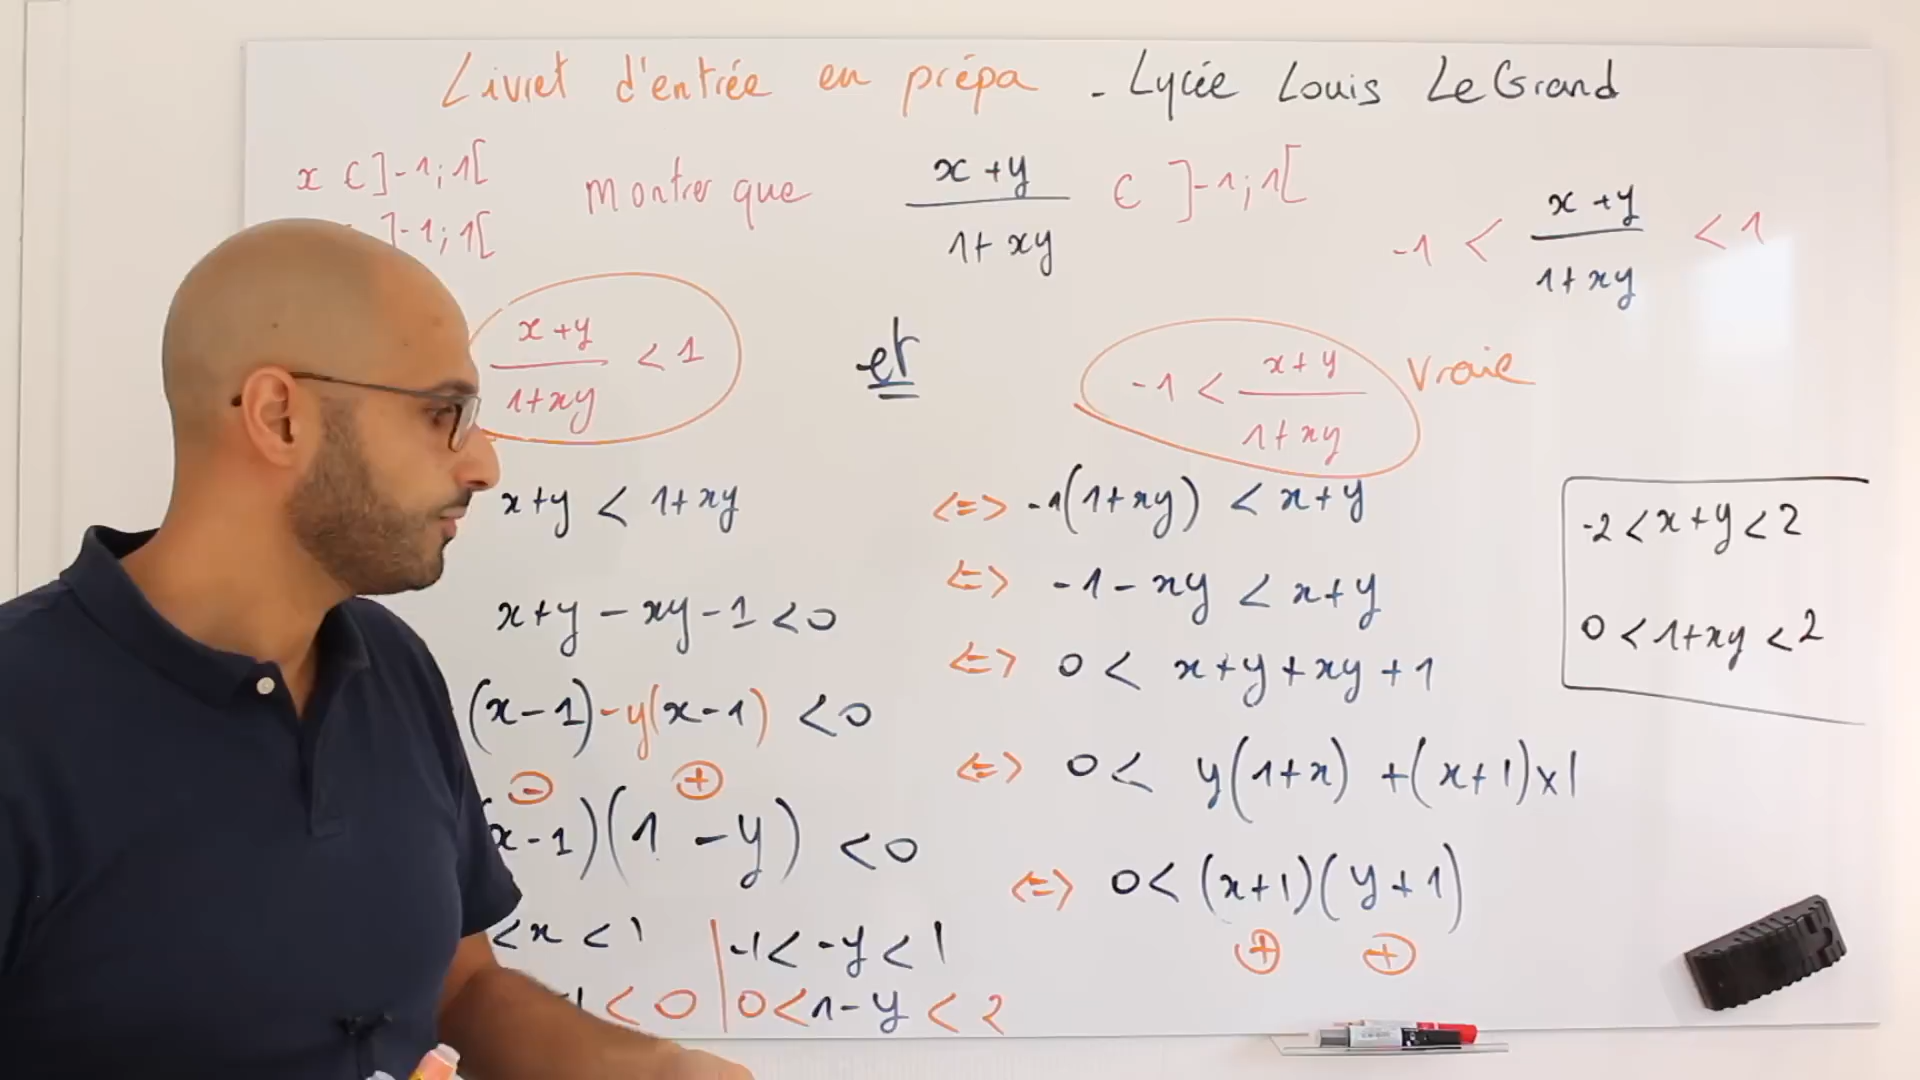 Livret d'entrée en prépa - Lycée Louis LeGrand
x ∈ ]-1;1[ montrer que (x+y)/(1+xy) ∈ ]-1;1[
]-1;1[
-1 < (x+y)/(1+xy) < 1
(x+y)/(1+xy) < 1 et -1 < (x+y)/(1+xy) vraie
x+y < 1+xy
x+y - xy - 1 < 0
(x-1) - y(x-1) < 0
⊖ ⊕
x-1)(1-y) < 0
< x < 1 | -1 < -y < 1
1 < 0 | 0 < 1-y < 2
<=> -1(1+xy) < x+y
<=> -1 - xy < x+y
<=> 0 < x+y+xy+1
<=> 0 < y(1+x) + (x+1)x1
<=> 0 < (x+1)(y+1)
⊕ ⊕
-2 < x+y < 2
0 < 1+xy < 2